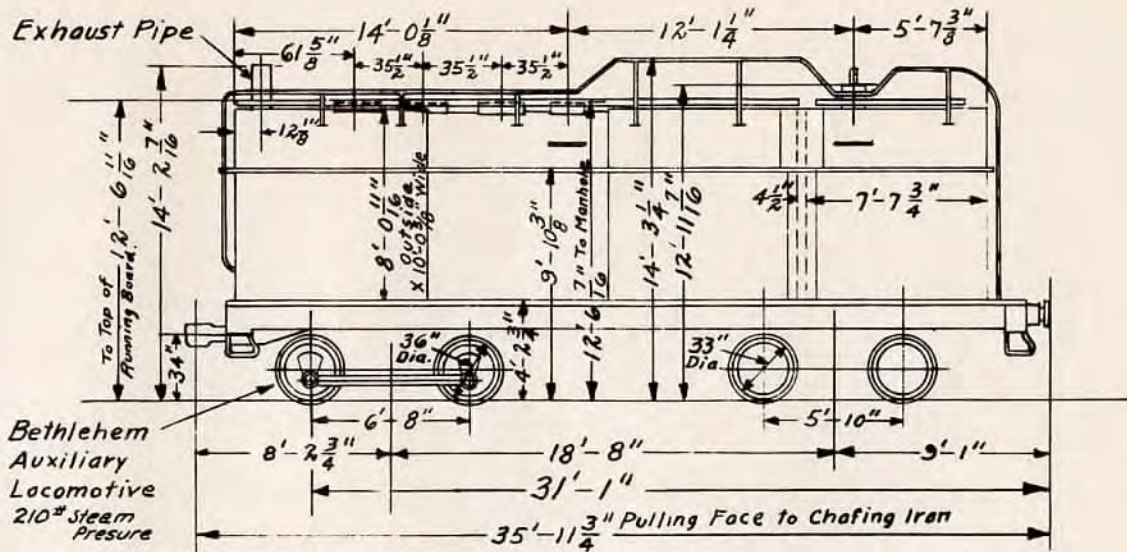 14'-0 1/8"
12'-1 1/4"
5'-7 3/8"
Exhaust Pipe
61 5/8"
35 1/2"
35 1/2"
35 1/2"
12 7/8"
To Top of
Running Board.
12'-6 11/16"
14'-2 7/16"
8'-0 11/16"
Outside
x 10'-0 3/8" Wide
9'-10 3/8"
12'-6 7/16" To Manhole
14'-3 1/4"
12'-11 7/16"
4 1/2"
7'-7 3/4"
34"
36"
Dia.
4'-2 3/4"
33"
Dia
6'-8"
5'-10"
Bethlehem
Auxiliary
Locomotive
210# Steam
Presure
8'-2 3/4"
18'-8"
9'-1"
31'-1"
35'-11 3/4" Pulling Face to Chafing Iron